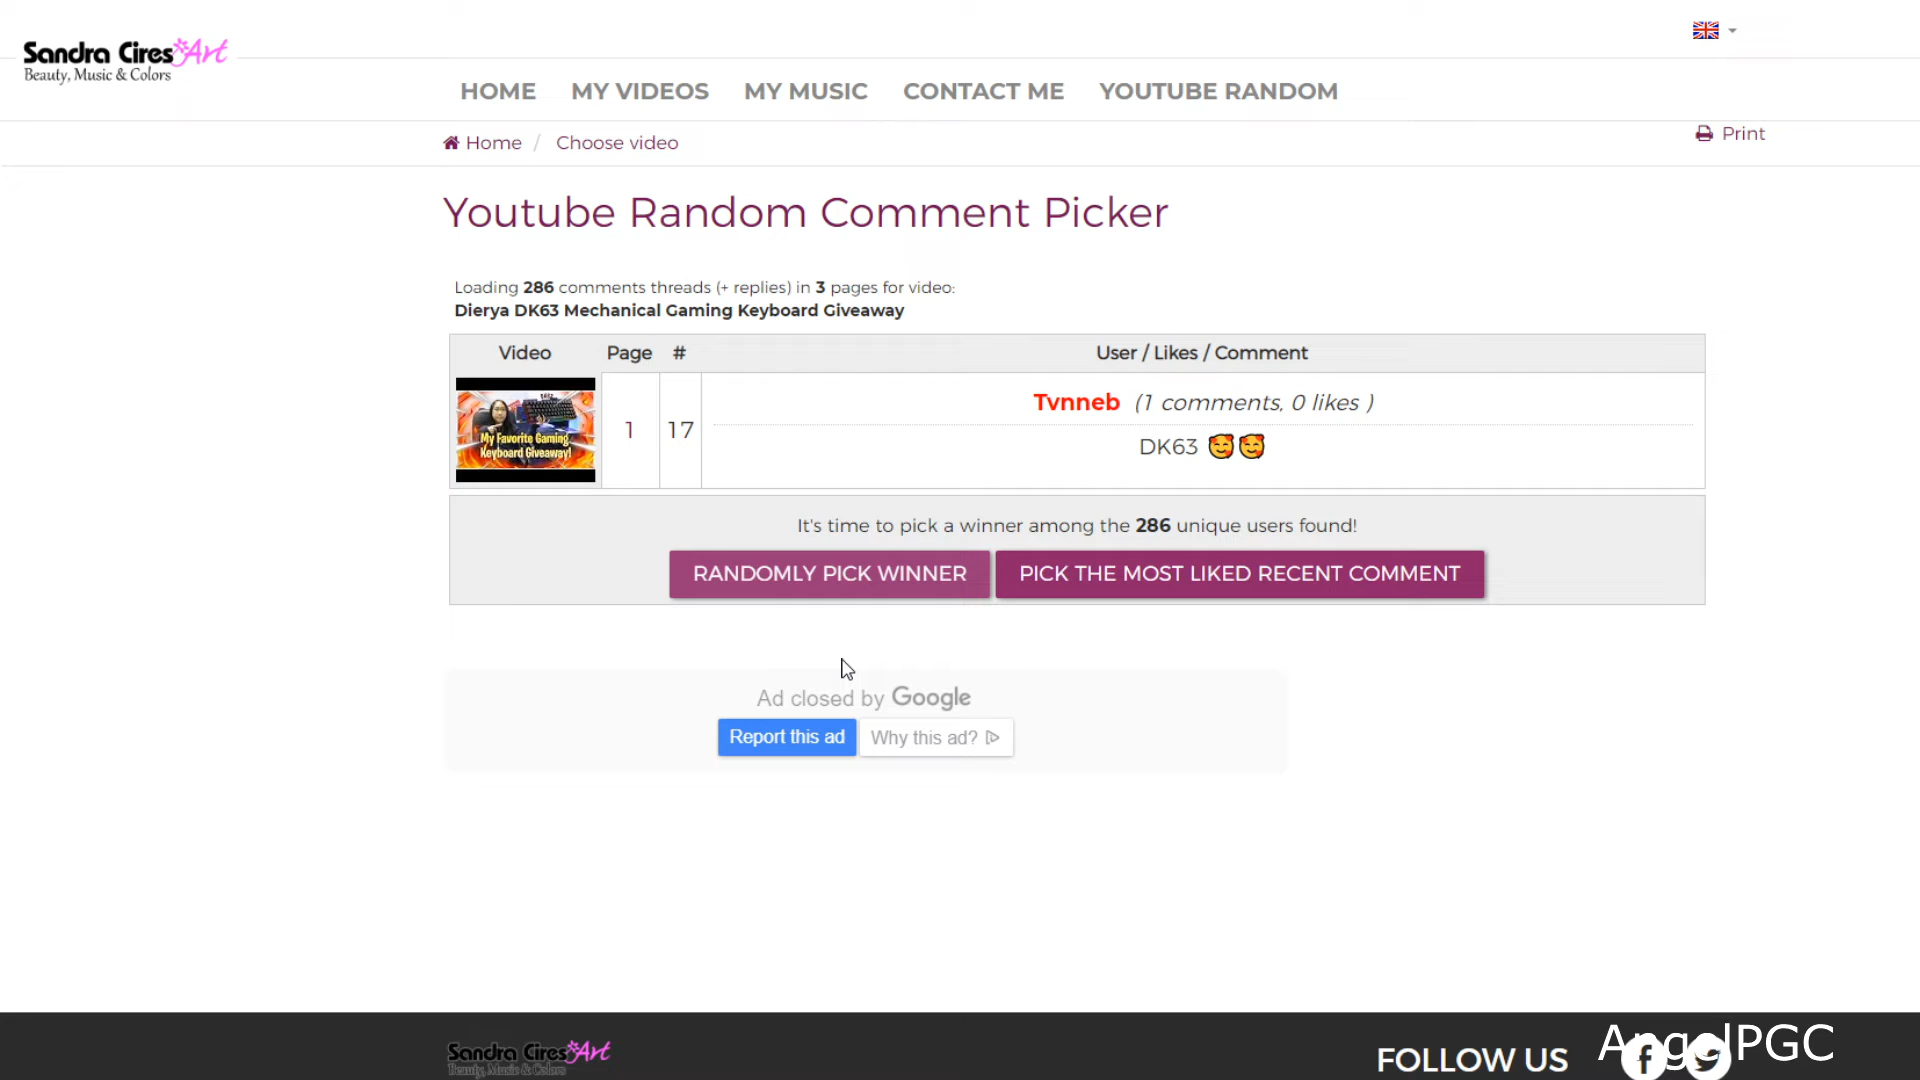 Sandra Cires Art
Beauty, Music & Colors
HOME MY VIDEOS MY MUSIC CONTACT ME YOUTUBE RANDOM
Home / Choose video
Print
Youtube Random Comment Picker
Loading 286 comments threads (+ replies) in 3 pages for video:
Dierya DK63 Mechanical Gaming Keyboard Giveaway
Video Page # User / Likes / Comment
My Favorite Gaming
Keyboard Giveaway!
1 17
Tvnneb (1 comments, 0 likes )
DK63 🥰🥰
It's time to pick a winner among the 286 unique users found!
RANDOMLY PICK WINNER PICK THE MOST LIKED RECENT COMMENT
Ad closed by Google
Report this ad Why this ad?
Sandra Cires Art
Beauty, Music & Colors
FOLLOW US
AngelPGC